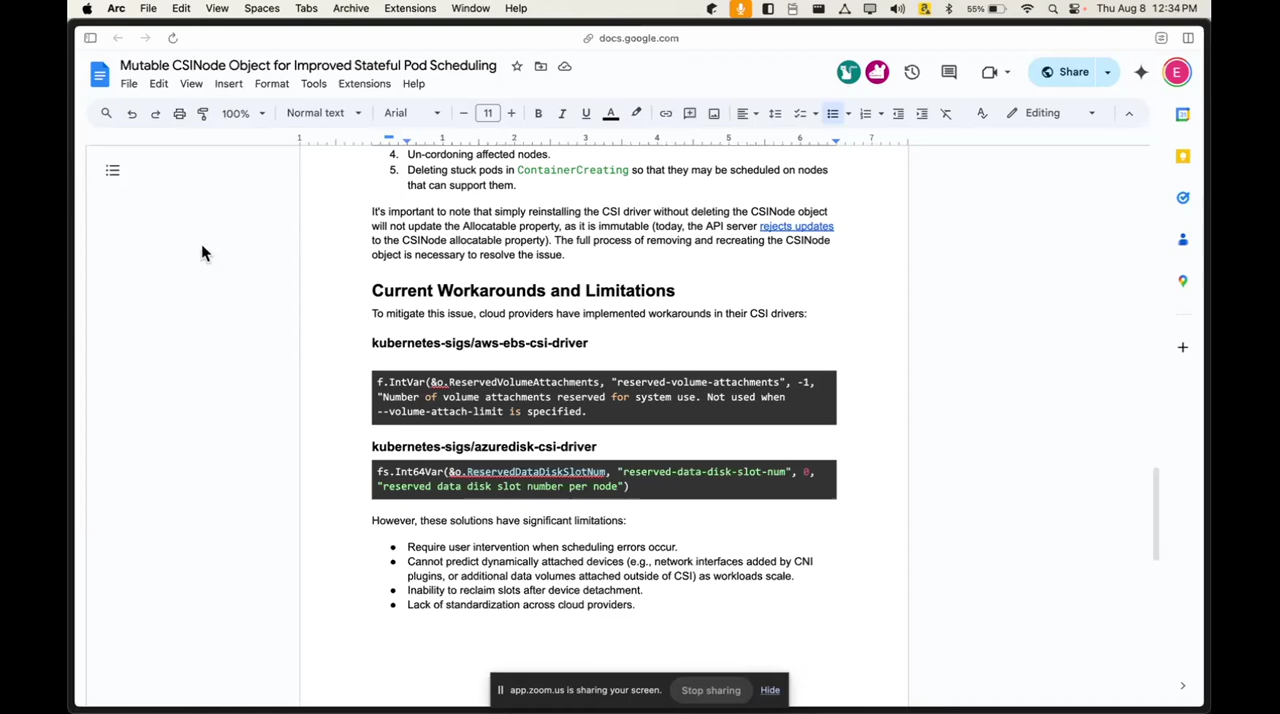 Arc File Edit View Spaces Tabs Archive Extensions Window Help 55% Thu Aug 8 12:34 PM
docs.google.com
Mutable CSINode Object for Improved Stateful Pod Scheduling
File Edit View Insert Format Tools Extensions Help
Share
E
100% Normal text Arial 11 B I U A Editing
1 1 2 3 4 5 6 7
4. Un-cordoning affected nodes.
5. Deleting stuck pods in ContainerCreating so that they may be scheduled on nodes
that can support them.
It's important to note that simply reinstalling the CSI driver without deleting the CSINode object
will not update the Allocatable property, as it is immutable (today, the API server rejects updates
to the CSINode allocatable property). The full process of removing and recreating the CSINode
object is necessary to resolve the issue.
Current Workarounds and Limitations
To mitigate this issue, cloud providers have implemented workarounds in their CSI drivers:
kubernetes-sigs/aws-ebs-csi-driver
f.IntVar(&o.ReservedVolumeAttachments, "reserved-volume-attachments", -1,
"Number of volume attachments reserved for system use. Not used when
--volume-attach-limit is specified.
kubernetes-sigs/azuredisk-csi-driver
fs.Int64Var(&o.ReservedDataDiskSlotNum, "reserved-data-disk-slot-num", 0,
"reserved data disk slot number per node")
However, these solutions have significant limitations:
● Require user intervention when scheduling errors occur.
● Cannot predict dynamically attached devices (e.g., network interfaces added by CNI
plugins, or additional data volumes attached outside of CSI) as workloads scale.
● Inability to reclaim slots after device detachment.
● Lack of standardization across cloud providers.
app.zoom.us is sharing your screen. Stop sharing Hide